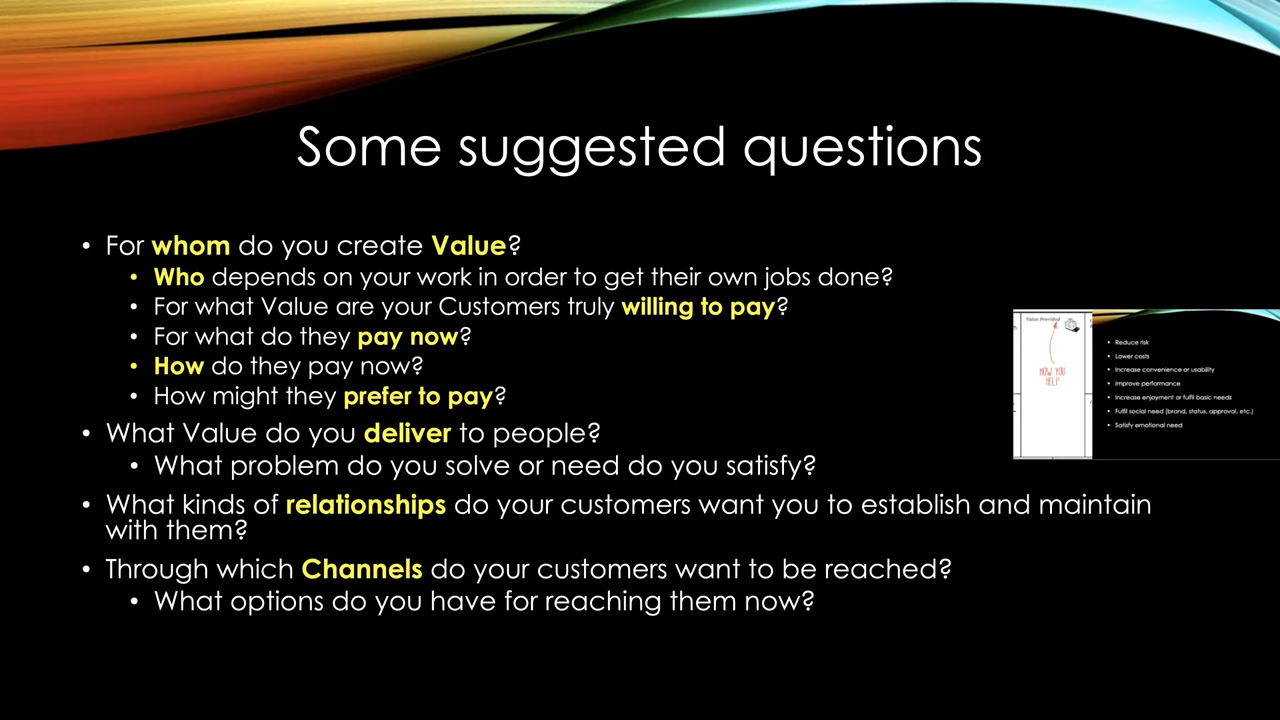 Some suggested questions
• For whom do you create Value?
• Who depends on your work in order to get their own jobs done?
• For what Value are your Customers truly willing to pay?
• For what do they pay now?
• How do they pay now?
• How might they prefer to pay?
• What Value do you deliver to people?
• What problem do you solve or need do you satisfy?
• What kinds of relationships do your customers want you to establish and maintain
with them?
• Through which Channels do your customers want to be reached?
• What options do you have for reaching them now?
Value Provided
HOW YOU
HELP
• Reduce risk
• Lower costs
• Increase convenience or usability
• Improve performance
• Increase enjoyment or fulfil basic needs
• Fulfil social need (brand, status, approval, etc.)
• Satisfy emotional need